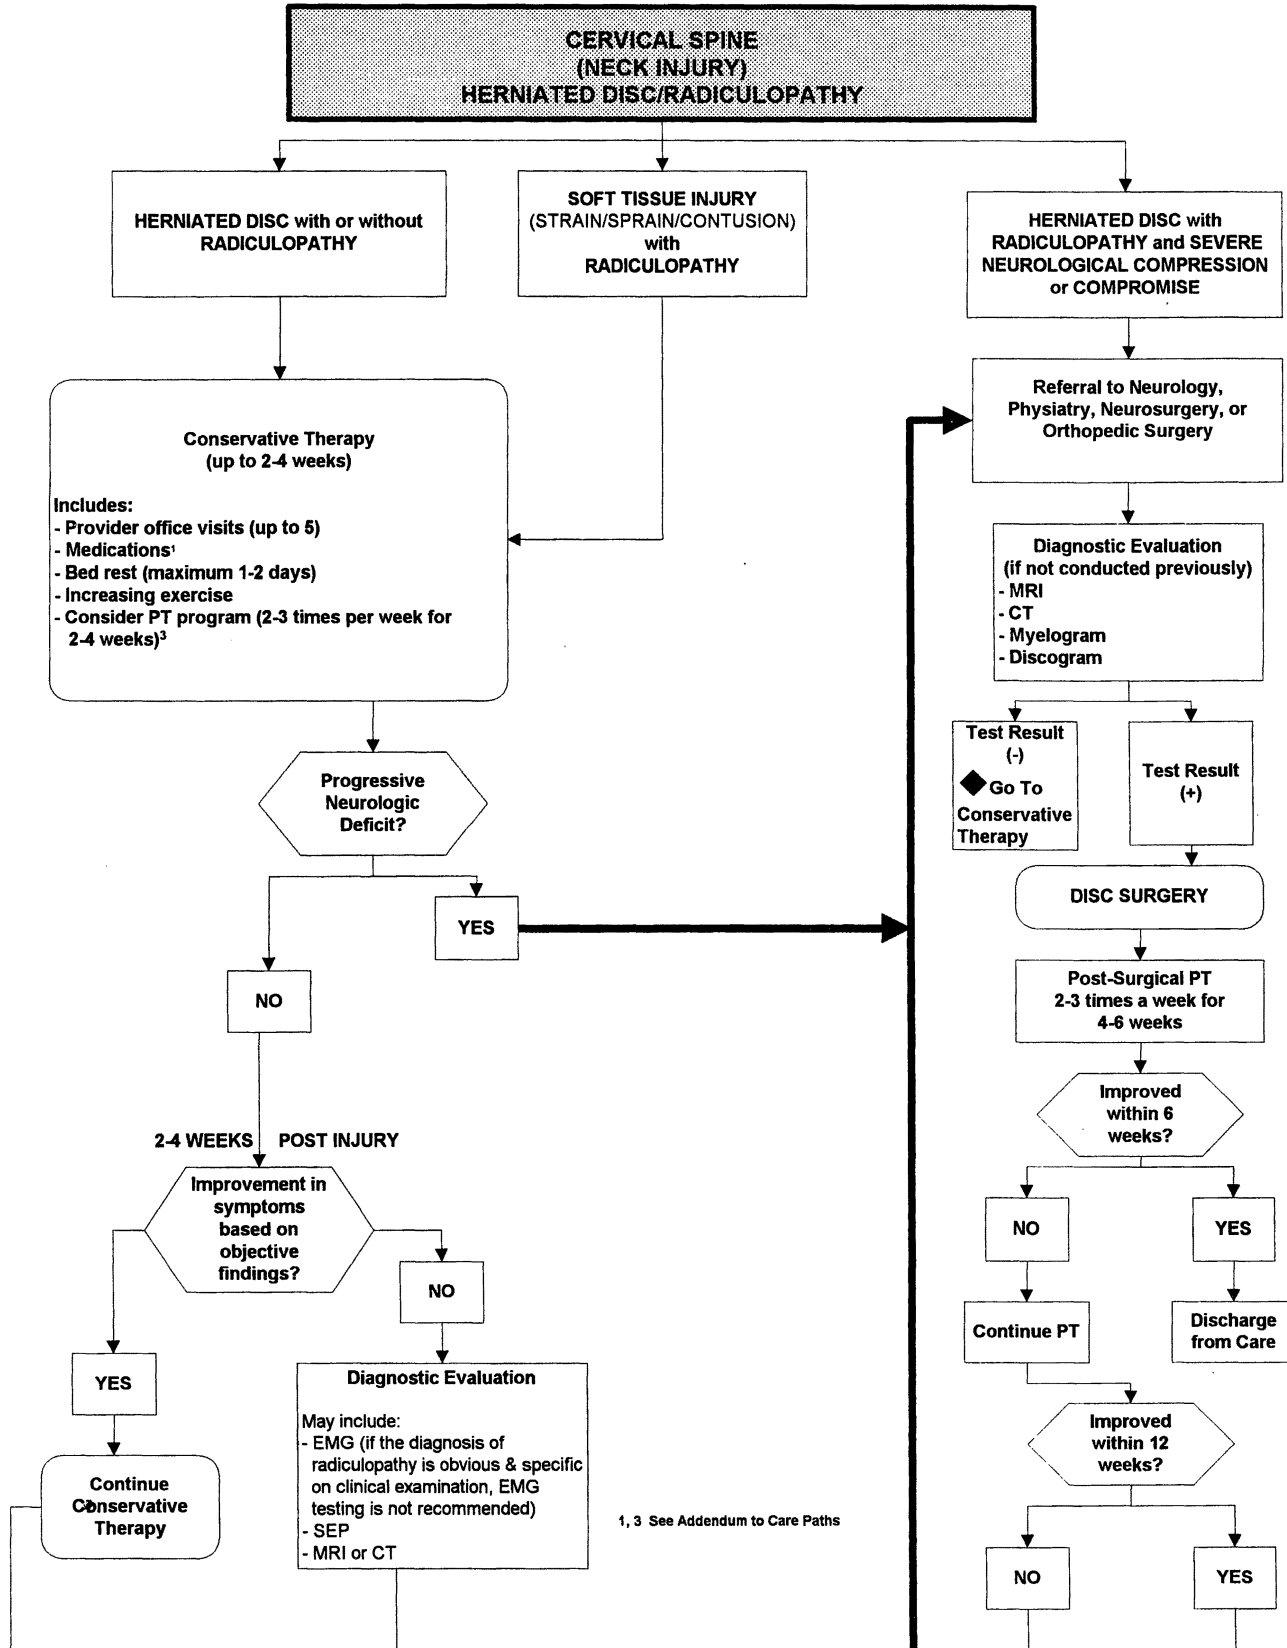 CERVICAL SPINE
(NECK INJURY)
HERNIATED DISC/RADICULOPATHY
HERNIATED DISC with or without
RADICULOPATHY
SOFT TISSUE INJURY
(STRAIN/SPRAIN/CONTUSION)
with
RADICULOPATHY
HERNIATED DISC with
RADICULOPATHY and SEVERE
NEUROLOGICAL COMPRESSION
or COMPROMISE
Conservative Therapy
(up to 2-4 weeks)
Includes:
- Provider office visits (up to 5)
- Medications¹
- Bed rest (maximum 1-2 days)
- Increasing exercise
- Consider PT program (2-3 times per week for
2-4 weeks)³
Referral to Neurology,
Physiatry, Neurosurgery, or
Orthopedic Surgery
Diagnostic Evaluation
(if not conducted previously)
- MRI
- CT
- Myelogram
- Discogram
Test Result
(-)
Go To
Conservative
Therapy
Test Result
(+)
Progressive
Neurologic
Deficit?
YES
NO
DISC SURGERY
Post-Surgical PT
2-3 times a week for
4-6 weeks
Improved
within 6
weeks?
NO
YES
Continue PT
Discharge
from Care
Improved
within 12
weeks?
NO
YES
2-4 WEEKS POST INJURY
Improvement in
symptoms
based on
objective
findings?
NO
YES
Continue
Conservative
Therapy
Diagnostic Evaluation
May include:
- EMG (if the diagnosis of
radiculopathy is obvious & specific
on clinical examination, EMG
testing is not recommended)
- SEP
- MRI or CT
1, 3 See Addendum to Care Paths